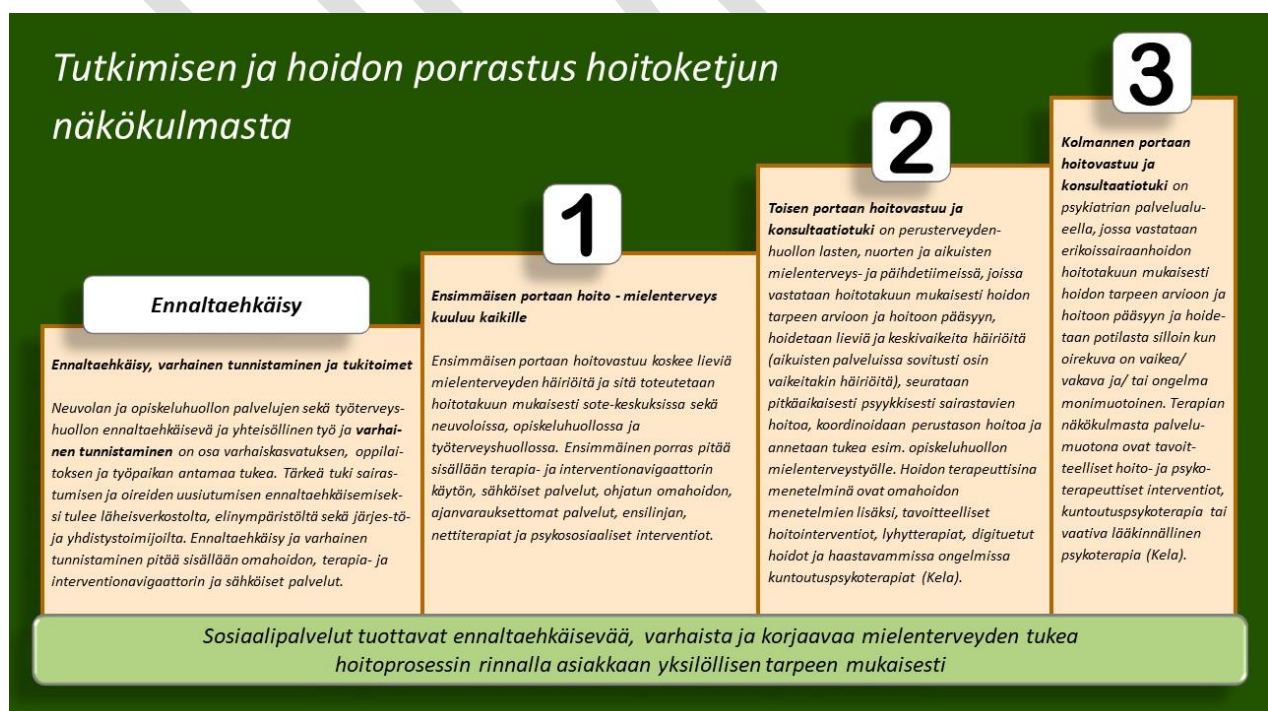 Tutkimisen ja hoidon porrastus hoitoketjun
näkökulmasta
Ennaltaehkäisy
Ennaltaehkäisy, varhainen tunnistaminen ja tukitoimet
Neuvolan ja opiskeluhuollon palvelujen sekä työterveys-
huollon ennaltaehkäisevä ja yhteisöllinen työ ja varhai-
nen tunnistaminen on osa varhaiskasvatuksen, oppilai-
toksen ja työpaikan antamaa tukea. Tärkeä tuki sairas-
tumisen ja oireiden uusiutumisen ennaltaehkäisemisek-
si tulee läheisverkostolta, elinympäristöltä sekä järjes-tö-
ja yhdistystoimijoilta. Ennaltaehkäisy ja varhainen
tunnistaminen pitää sisällään omahoidon, terapia- ja
interventionavigaattorin ja sähköiset palvelut.
1
Ensimmäisen portaan hoito - mielenterveys
kuuluu kaikille
Ensimmäisen portaan hoitovastuu koskee lieviä
mielenterveyden häiriöitä ja sitä toteutetaan
hoitotakuun mukaisesti sote-keskuksissa sekä
neuvoloissa, opiskeluhuollossa ja
työterveyshuollossa. Ensimmäinen porras pitää
sisällään terapia- ja interventionavigaattorin
käytön, sähköiset palvelut, ohjatun omahoidon,
ajanvarauksettomat palvelut, ensilinjan,
nettiterapiat ja psykososiaaliset interventiot.
2
Toisen portaan hoitovastuu ja
konsultaatiotuki on perusterveyden-
huollon lasten, nuorten ja aikuisten
mielenterveys- ja päihdetiimeissä, joissa
vastataan hoitotakuun mukaisesti hoidon
tarpeen arvioon ja hoitoon pääsyyn,
hoidetaan lieviä ja keskivaikeita häiriöitä
(aikuisten palveluissa sovitusti osin
vaikeitakin häiriöitä), seurataan
pitkäaikaisesti psyykkisesti sairastavien
hoitoa, koordinoidaan perustason hoitoa ja
annetaan tukea esim. opiskeluhuollon
mielenterveystyölle. Hoidon terapeuttisina
menetelminä ovat omahoidon
menetelmien lisäksi, tavoitteelliset
hoitointerventiot, lyhytterapiat, digituetut
hoidot ja haastavammissa ongelmissa
kuntoutuspsykoterapiat (Kela).
3
Kolmannen portaan
hoitovastuu ja
konsultaatiotuki on
psykiatrian palvelualu-
eella, jossa vastataan
erikoissairaanhoidon
hoitotakuun mukaisesti
hoidon tarpeen arvioon ja
hoitoon pääsyyn ja hoide-
taan potilasta silloin kun
oirekuva on vaikea/
vakava ja/ tai ongelma
monimuotoinen. Terapian
näkökulmasta palvelu-
muotona ovat tavoit-
teelliset hoito- ja psyko-
terapeuttiset interventiot,
kuntoutuspsykoterapia tai
vaativa lääkinnällinen
psykoterapia (Kela).
Sosiaalipalvelut tuottavat ennaltaehkäisevää, varhaista ja korjaavaa mielenterveyden tukea
hoitoprosessin rinnalla asiakkaan yksilöllisen tarpeen mukaisesti